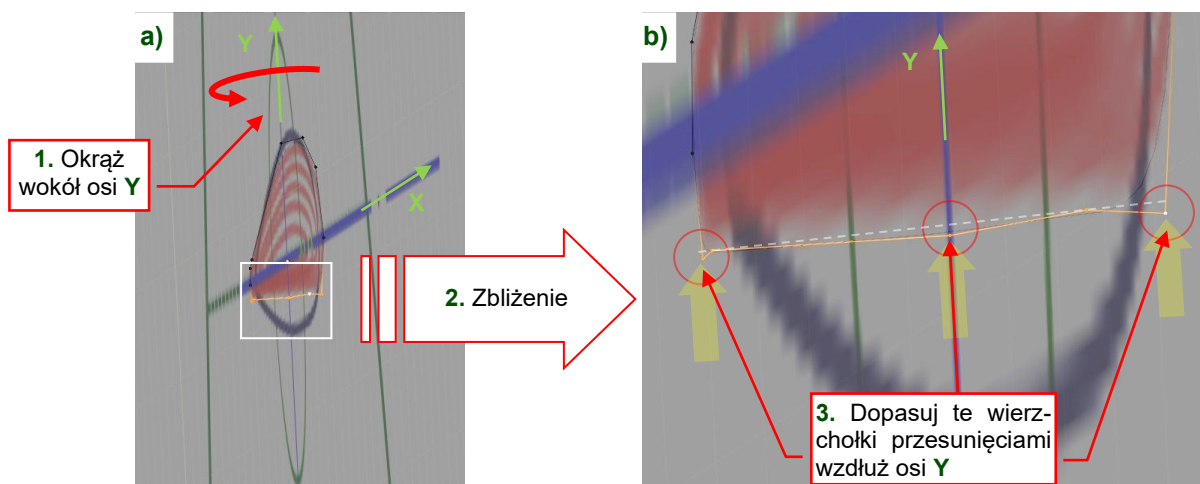 a)
Y
1. Okrąż
wokół osi Y
X
2. Zbliżenie
b)
Y
3. Dopasuj te wierz-
chołki przesunięciami
wzdłuż osi Y